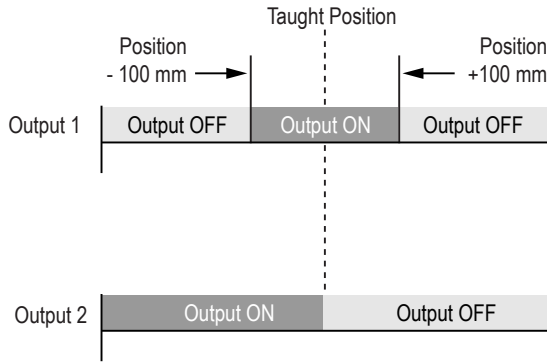 Taught Position
Position
- 100 mm
Position
+100 mm
Output 1
Output OFF
Output ON
Output OFF
Output 2
Output ON
Output OFF